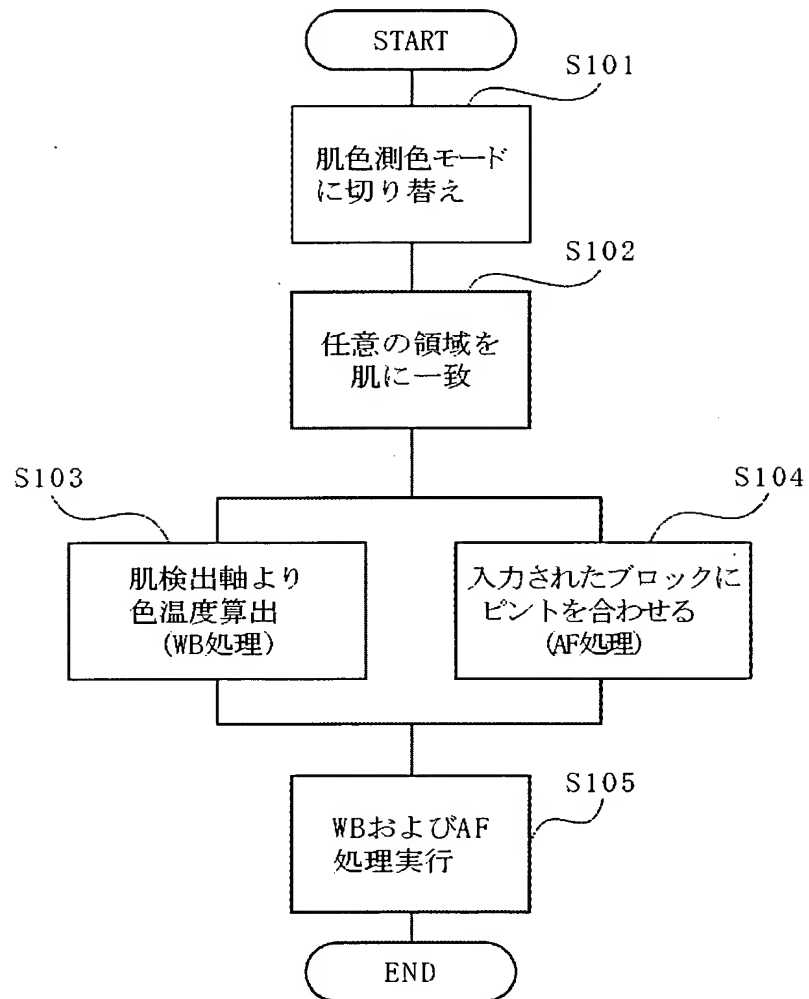 START
S101
肌色測色モード
に切り替え
S102
任意の領域を
肌に一致
S103
肌検出軸より
色温度算出
(WB処理)
S104
入力されたブロックに
ピントを合わせる
(AF処理)
S105
WBおよびAF
処理実行
END